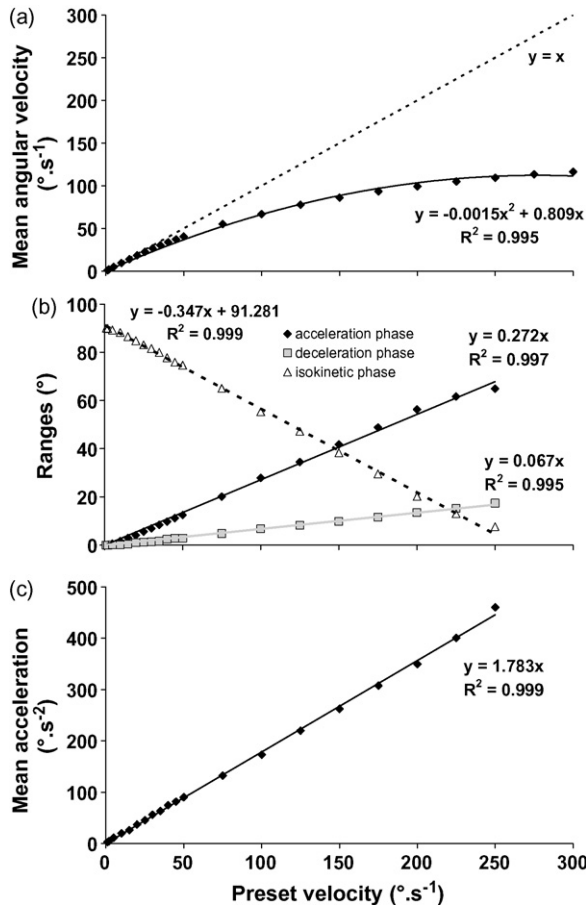 (a)
300
250
200
150
100
50
0
Mean angular velocity
(°.s-1)
y = x
y = -0.0015x2 + 0.809x
R2 = 0.995
(b)
100
80
60
40
20
0
Ranges (°)
y = -0.347x + 91.281
R2 = 0.999
acceleration phase
deceleration phase
isokinetic phase
y = 0.272x
R2 = 0.997
y = 0.067x
R2 = 0.995
(c)
500
400
300
200
100
0
Mean acceleration
(°.s-2)
y = 1.783x
R2 = 0.999
0 50 100 150 200 250 300
Preset velocity (°.s-1)